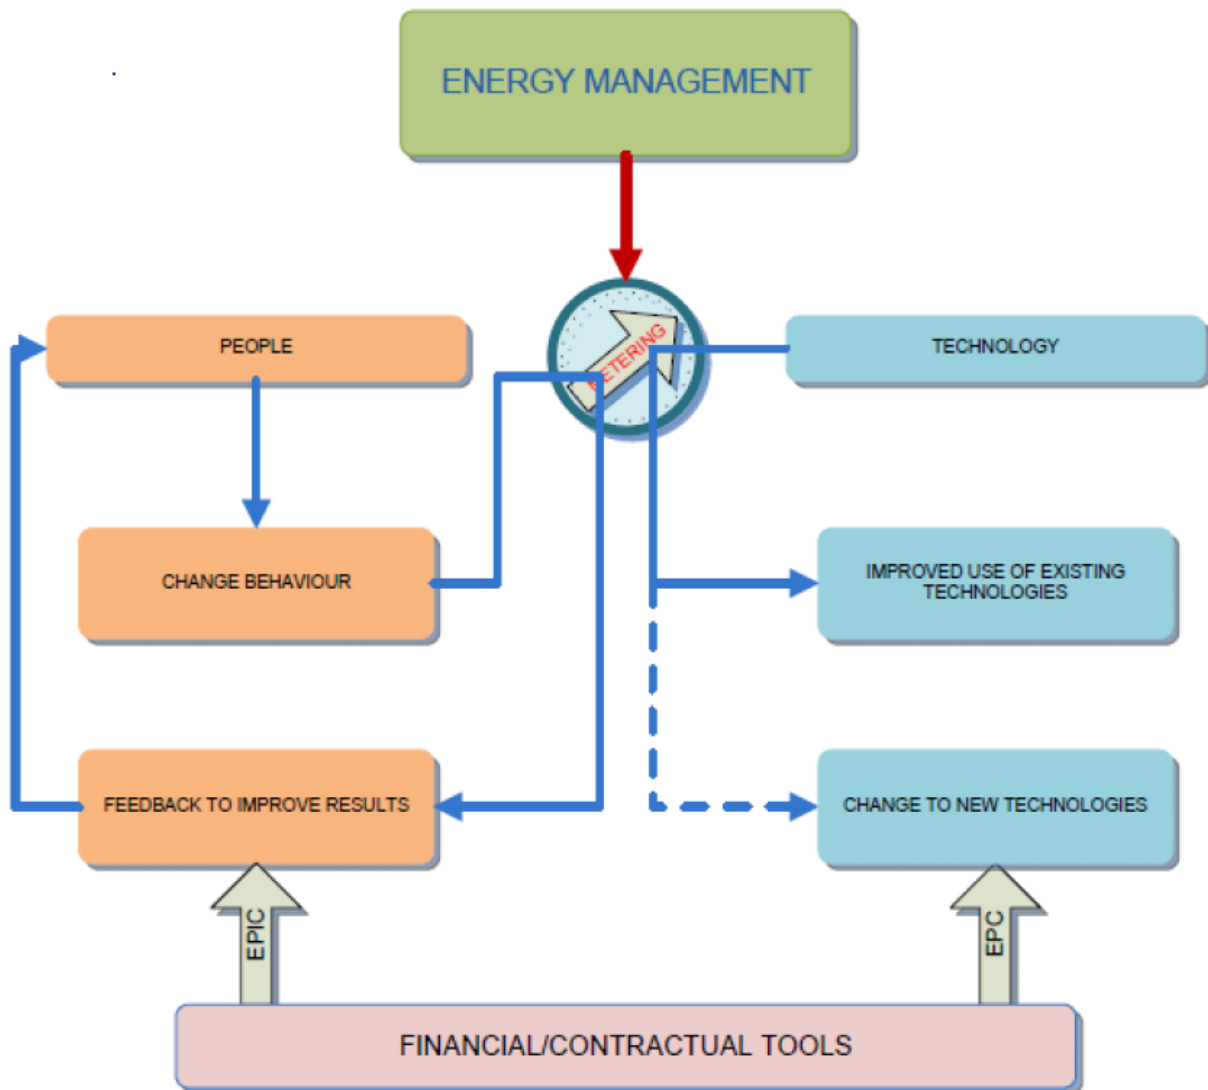 ENERGY MANAGEMENT
PEOPLE
METERING
TECHNOLOGY
CHANGE BEHAVIOUR
IMPROVED USE OF EXISTING
TECHNOLOGIES
FEEDBACK TO IMPROVE RESULTS
CHANGE TO NEW TECHNOLOGIES
EPIC
EPC
FINANCIAL/CONTRACTUAL TOOLS